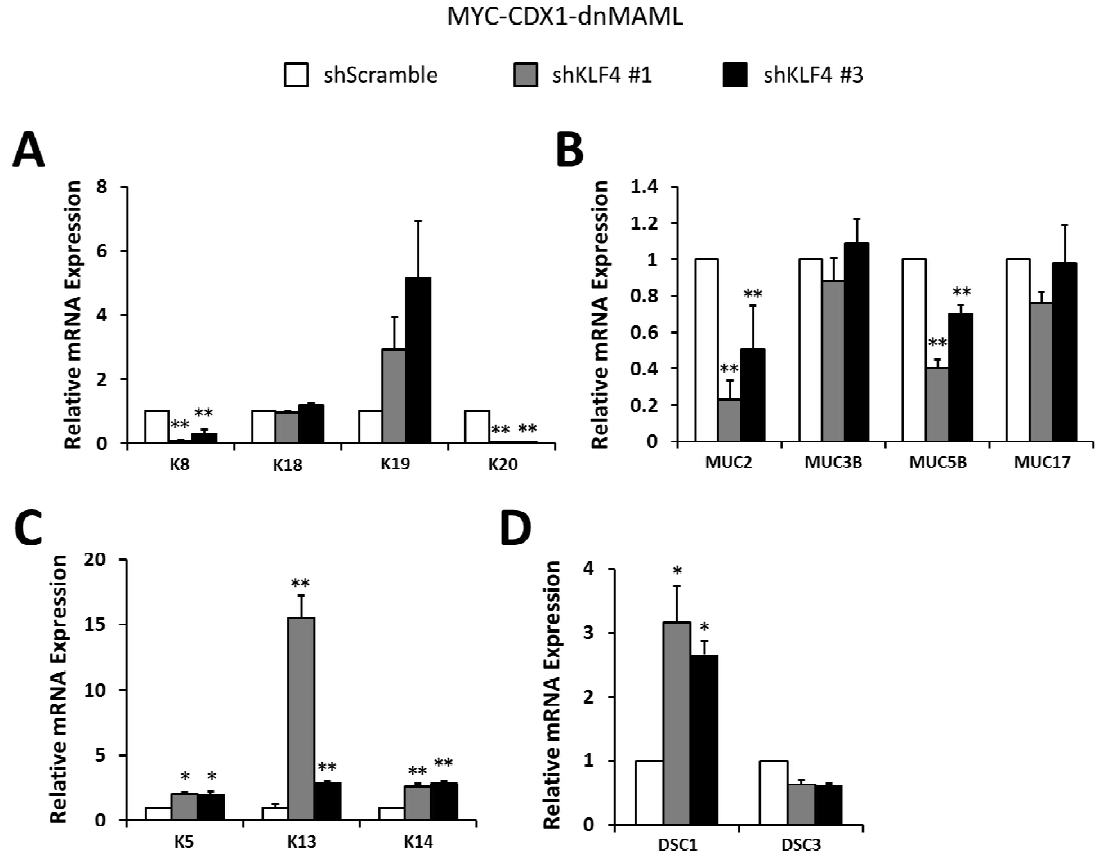 MYC-CDX1-dnMAML
shScramble shKLF4 #1 shKLF4 #3
A
Relative mRNA Expression
8
6
4
2
0
** ** ** **
K8 K18 K19 K20
B
Relative mRNA Expression
1.4
1.2
1
0.8
0.6
0.4
0.2
0
** ** ** **
MUC2 MUC3B MUC5B MUC17
C
Relative mRNA Expression
20
15
10
5
0
* * ** ** ** **
K5 K13 K14
D
Relative mRNA Expression
4
3
2
1
0
* *
DSC1 DSC3